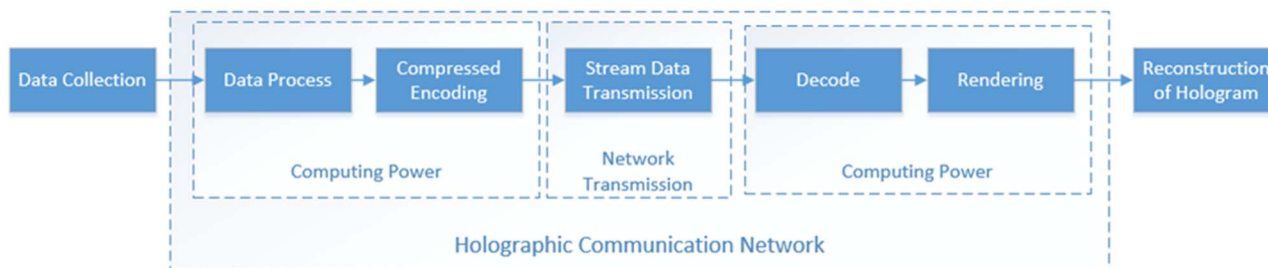 Data Collection
Data Process
Compressed
Encoding
Stream Data
Transmission
Decode
Rendering
Reconstruction
of Hologram
Computing Power
Network
Transmission
Computing Power
Holographic Communication Network